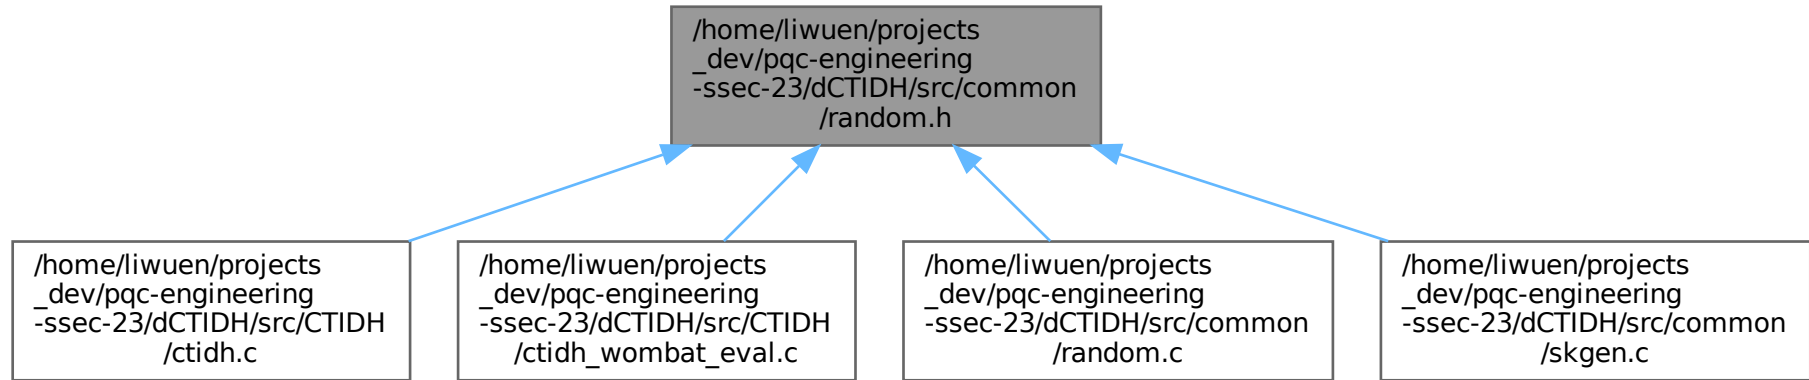 /home/liwuen/projects
_dev/pqc-engineering
-ssec-23/dCTIDH/src/common
/random.h
/home/liwuen/projects
_dev/pqc-engineering
-ssec-23/dCTIDH/src/CTIDH
/ctidh.c
/home/liwuen/projects
_dev/pqc-engineering
-ssec-23/dCTIDH/src/CTIDH
/ctidh_wombat_eval.c
/home/liwuen/projects
_dev/pqc-engineering
-ssec-23/dCTIDH/src/common
/random.c
/home/liwuen/projects
_dev/pqc-engineering
-ssec-23/dCTIDH/src/common
/skgen.c